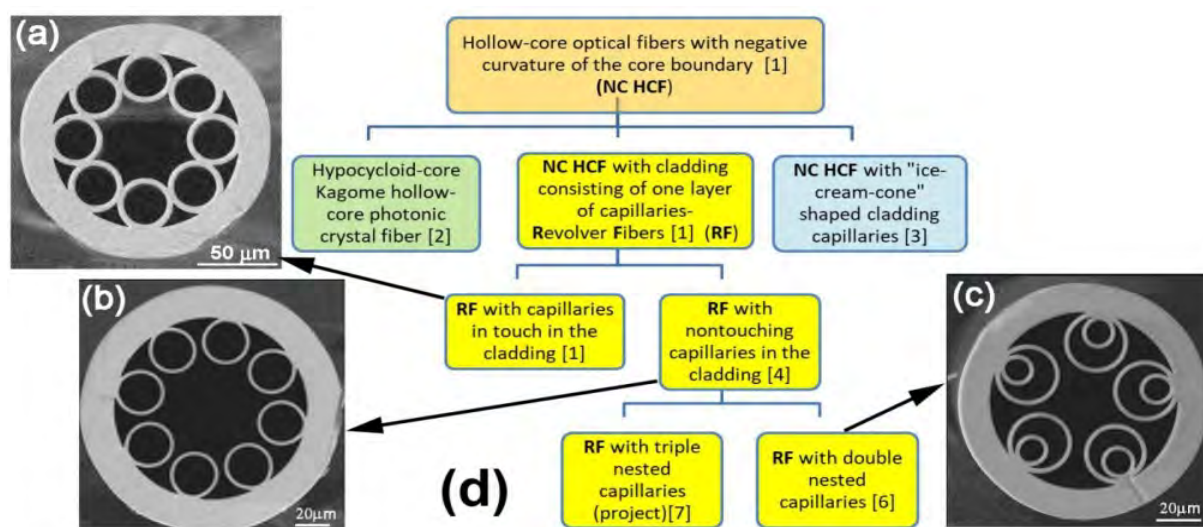 (a)
50 μm
Hollow-core optical fibers with negative
curvature of the core boundary [1]
(NC HCF)
Hypocycloid-core
Kagome hollow-
core photonic
crystal fiber [2]
NC HCF with cladding
consisting of one layer
of capillaries-
Revolver Fibers [1] (RF)
NC HCF with "ice-
cream-cone"
shaped cladding
capillaries [3]
(b)
20μm
RF with capillaries
in touch in the
cladding [1]
RF with
nontouching
capillaries in the
cladding [4]
(c)
20μm
(d)
RF with triple
nested
capillaries
(project)[7]
RF with double
nested
capillaries [6]